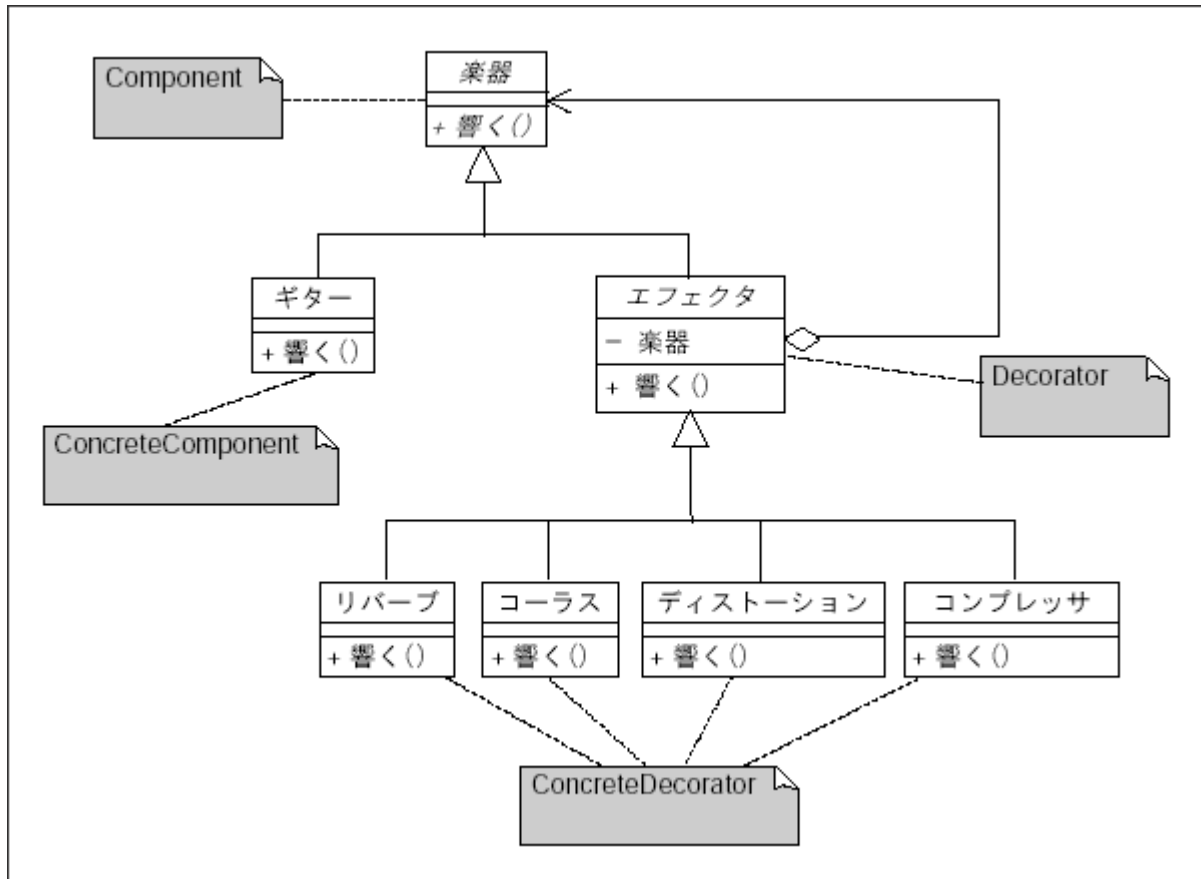 Component
楽器
+ 響く()
ギター
+ 響く()
エフェクタ
- 楽器
+ 響く()
Decorator
ConcreteComponent
リバーブ
+ 響く()
コーラス
+ 響く()
ディストーション
+ 響く()
コンプレッサ
+ 響く()
ConcreteDecorator